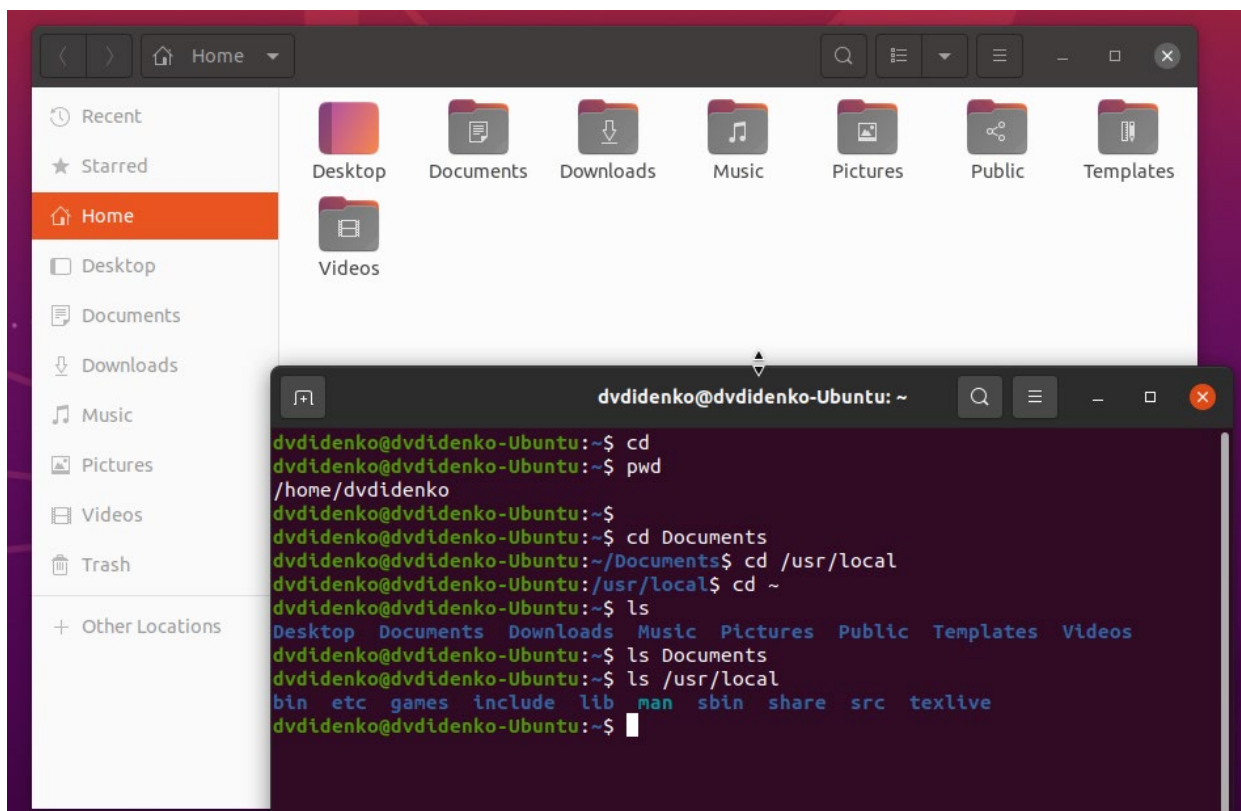 Home
Recent
Starred
Home
Desktop
Documents
Downloads
Music
Pictures
Videos
Trash
Other Locations
Desktop Documents Downloads Music Pictures Public Templates
Videos
dvdidenko@dvdidenko-Ubuntu: ~
dvdidenko@dvdidenko-Ubuntu:~$ cd
dvdidenko@dvdidenko-Ubuntu:~$ pwd
/home/dvdidenko
dvdidenko@dvdidenko-Ubuntu:~$
dvdidenko@dvdidenko-Ubuntu:~$ cd Documents
dvdidenko@dvdidenko-Ubuntu:~/Documents$ cd /usr/local
dvdidenko@dvdidenko-Ubuntu:/usr/local$ cd ~
dvdidenko@dvdidenko-Ubuntu:~$ ls
Desktop Documents Downloads Music Pictures Public Templates Videos
dvdidenko@dvdidenko-Ubuntu:~$ ls Documents
dvdidenko@dvdidenko-Ubuntu:~$ ls /usr/local
bin etc games include lib man sbin share src texlive
dvdidenko@dvdidenko-Ubuntu:~$